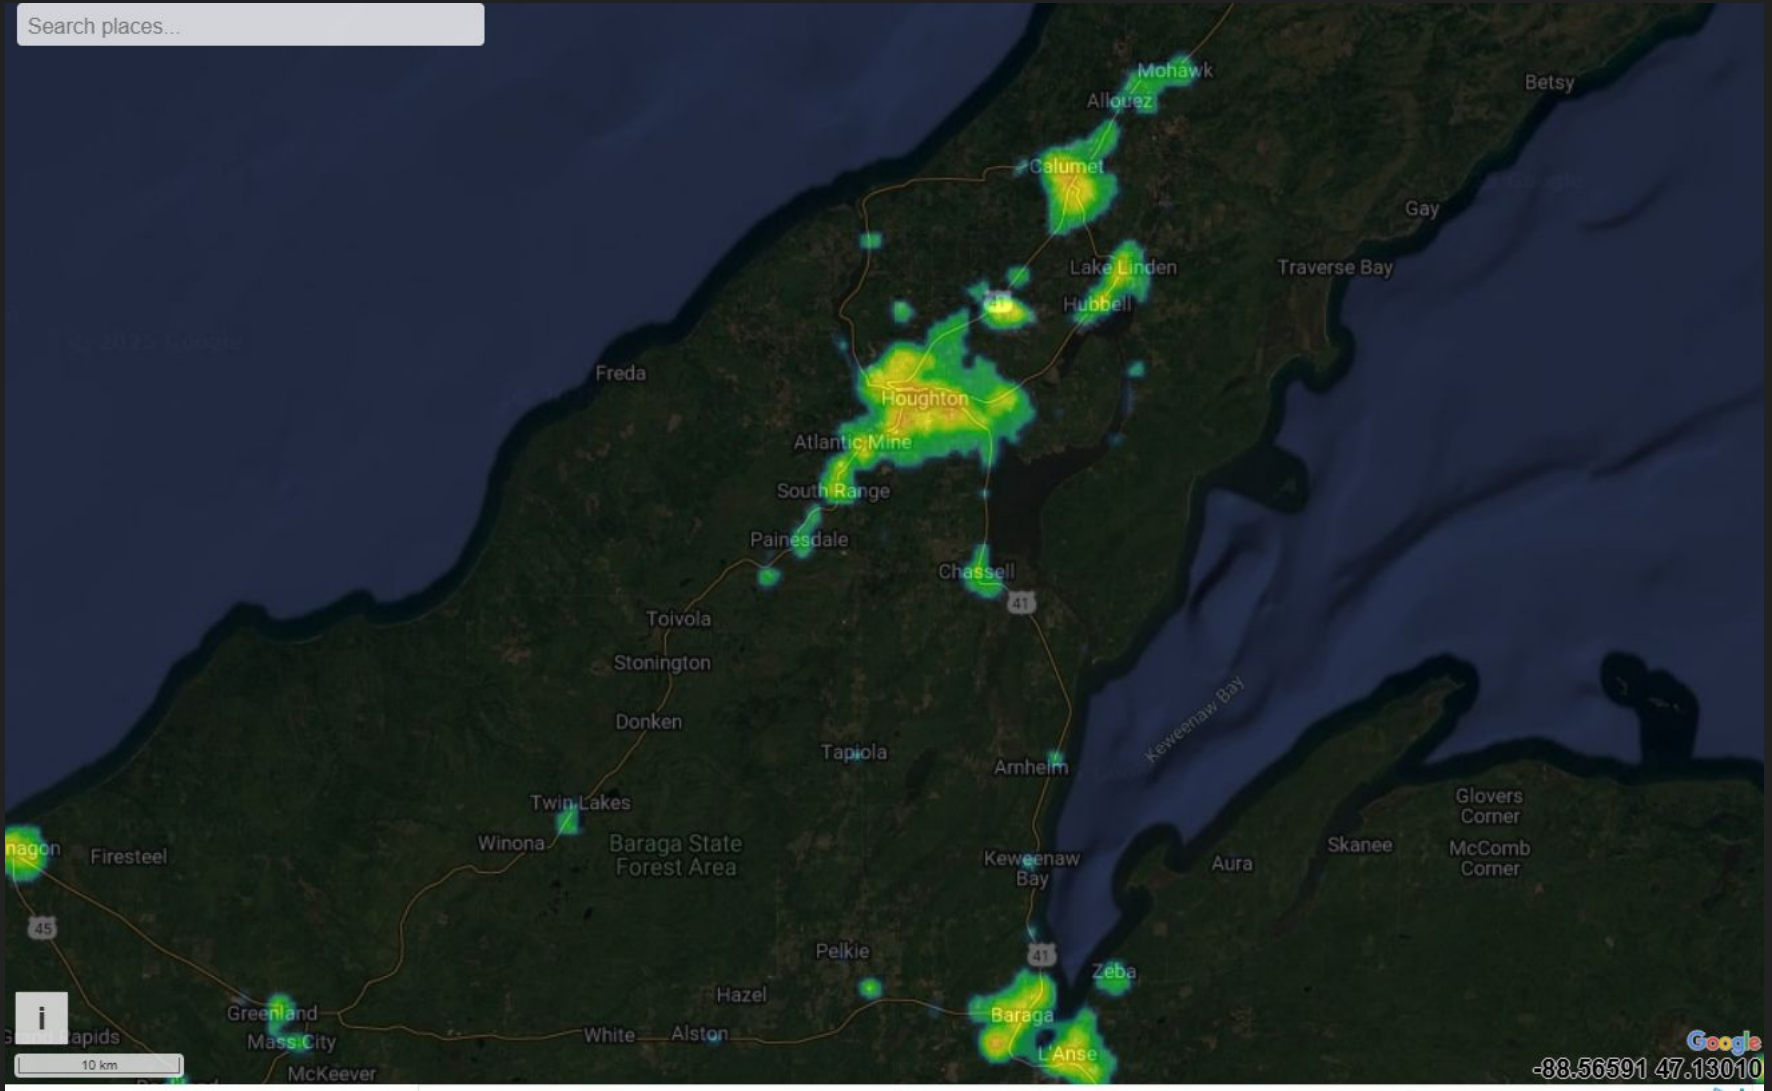 Search places...
Mohawk
Betsy
Allouez
Calumet
Gay
Lake Linden
Traverse Bay
41
Hubbell
Freda
Houghton
Atlantic Mine
South Range
Painesdale
Chassell
41
Toivola
Stonington
Keweenaw Bay
Donken
Tapiola
Arnheim
Twin Lakes
Glovers
Corner
Winona
Baraga State
Forest Area
nagon
Firesteel
Keweenaw
Bay
Aura
Skanee
McComb
Corner
45
Pelkie
41
Zeba
Hazel
i
Greenland
Baraga
White
Alston
Rapids
Mass City
L'Anse
Google
10 km
McKeever
-88.56591 47.13010